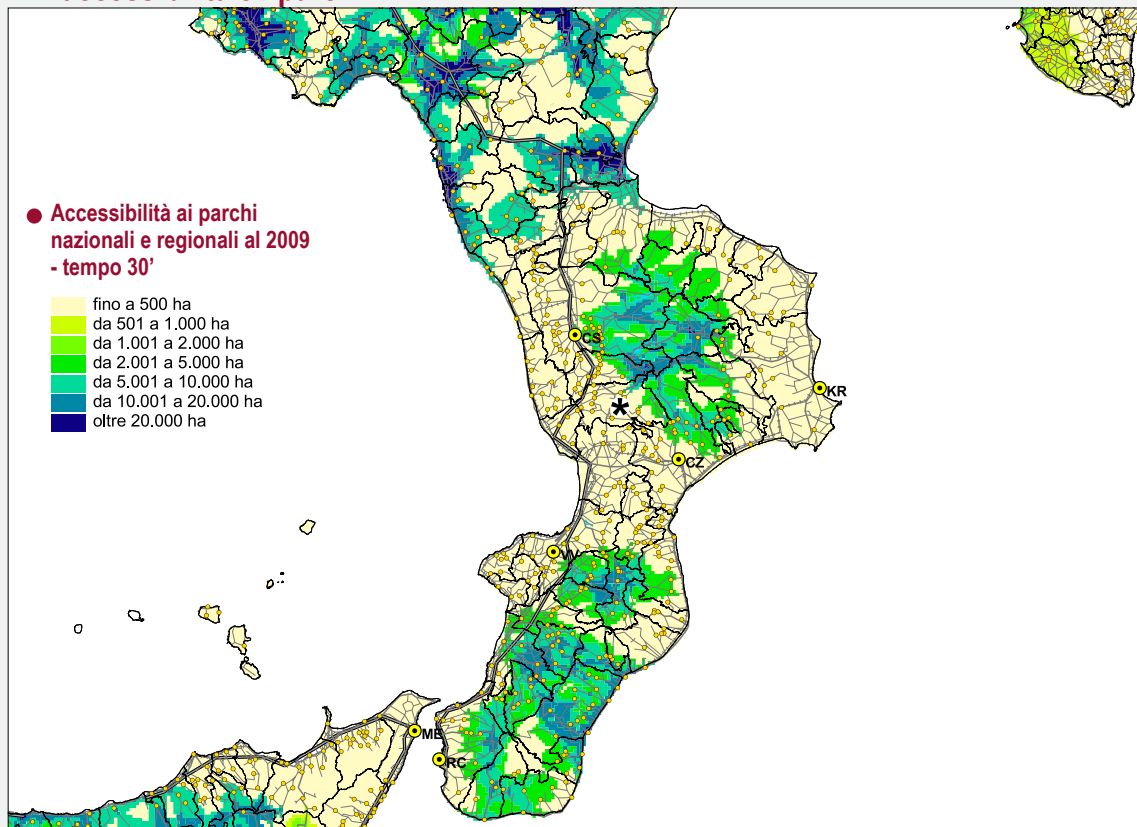 ● Accessibilità ai parchi
nazionali e regionali al 2009
- tempo 30’
fino a 500 ha
da 501 a 1.000 ha
da 1.001 a 2.000 ha
da 2.001 a 5.000 ha
da 5.001 a 10.000 ha
da 10.001 a 20.000 ha
oltre 20.000 ha
CS
KR
*
CZ
VV
ME
RC